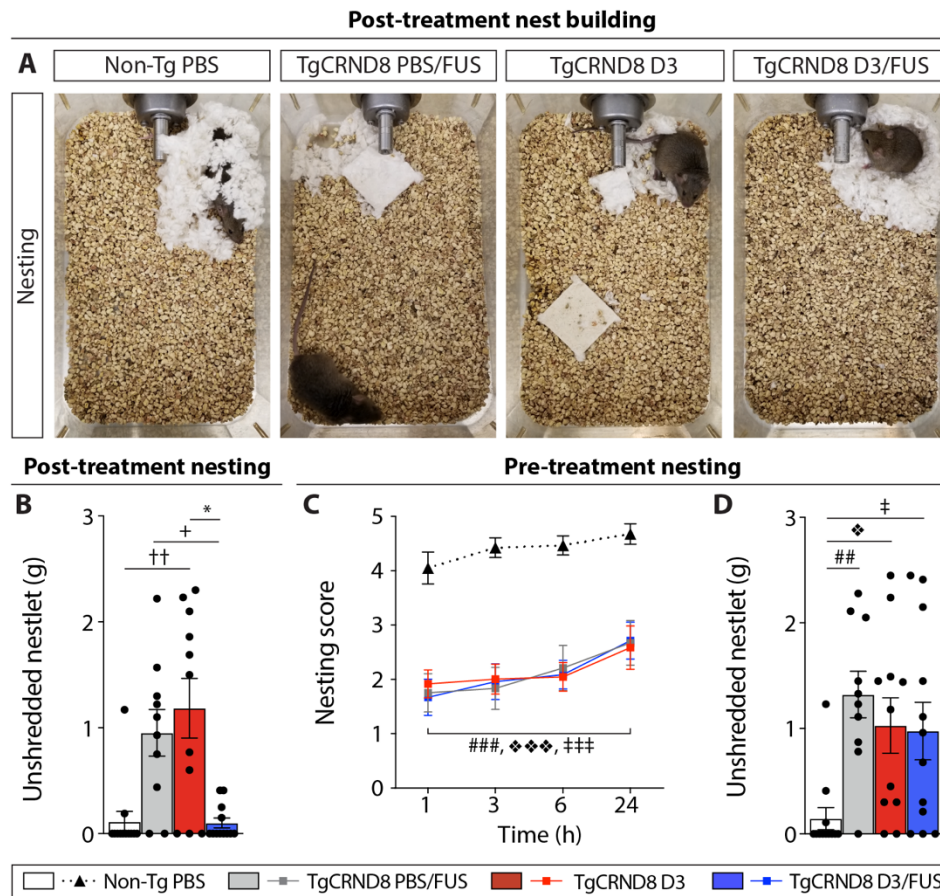 Post-treatment nest building
A
Non-Tg PBS
TgCRND8 PBS/FUS
TgCRND8 D3
TgCRND8 D3/FUS
Nesting
Post-treatment nesting
Pre-treatment nesting
B
Unshredded nestlet (g)
3
2
1
0
††
+
*
C
Nesting score
5
4
3
2
1
0
###, ❖❖❖, ‡‡‡
1 3 6 24
Time (h)
D
Unshredded nestlet (g)
3
2
1
0
##
❖
‡
Non-Tg PBS
TgCRND8 PBS/FUS
TgCRND8 D3
TgCRND8 D3/FUS